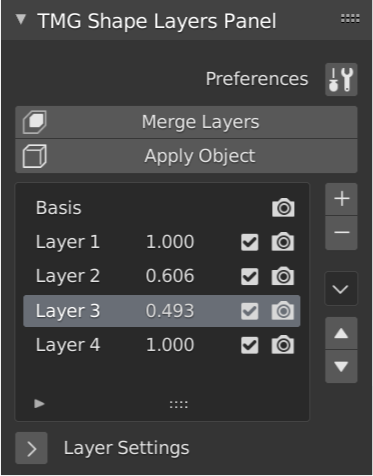 TMG Shape Layers Panel
Preferences
Merge Layers
Apply Object
Basis
Layer 1 1.000
Layer 2 0.606
Layer 3 0.493
Layer 4 1.000
Layer Settings